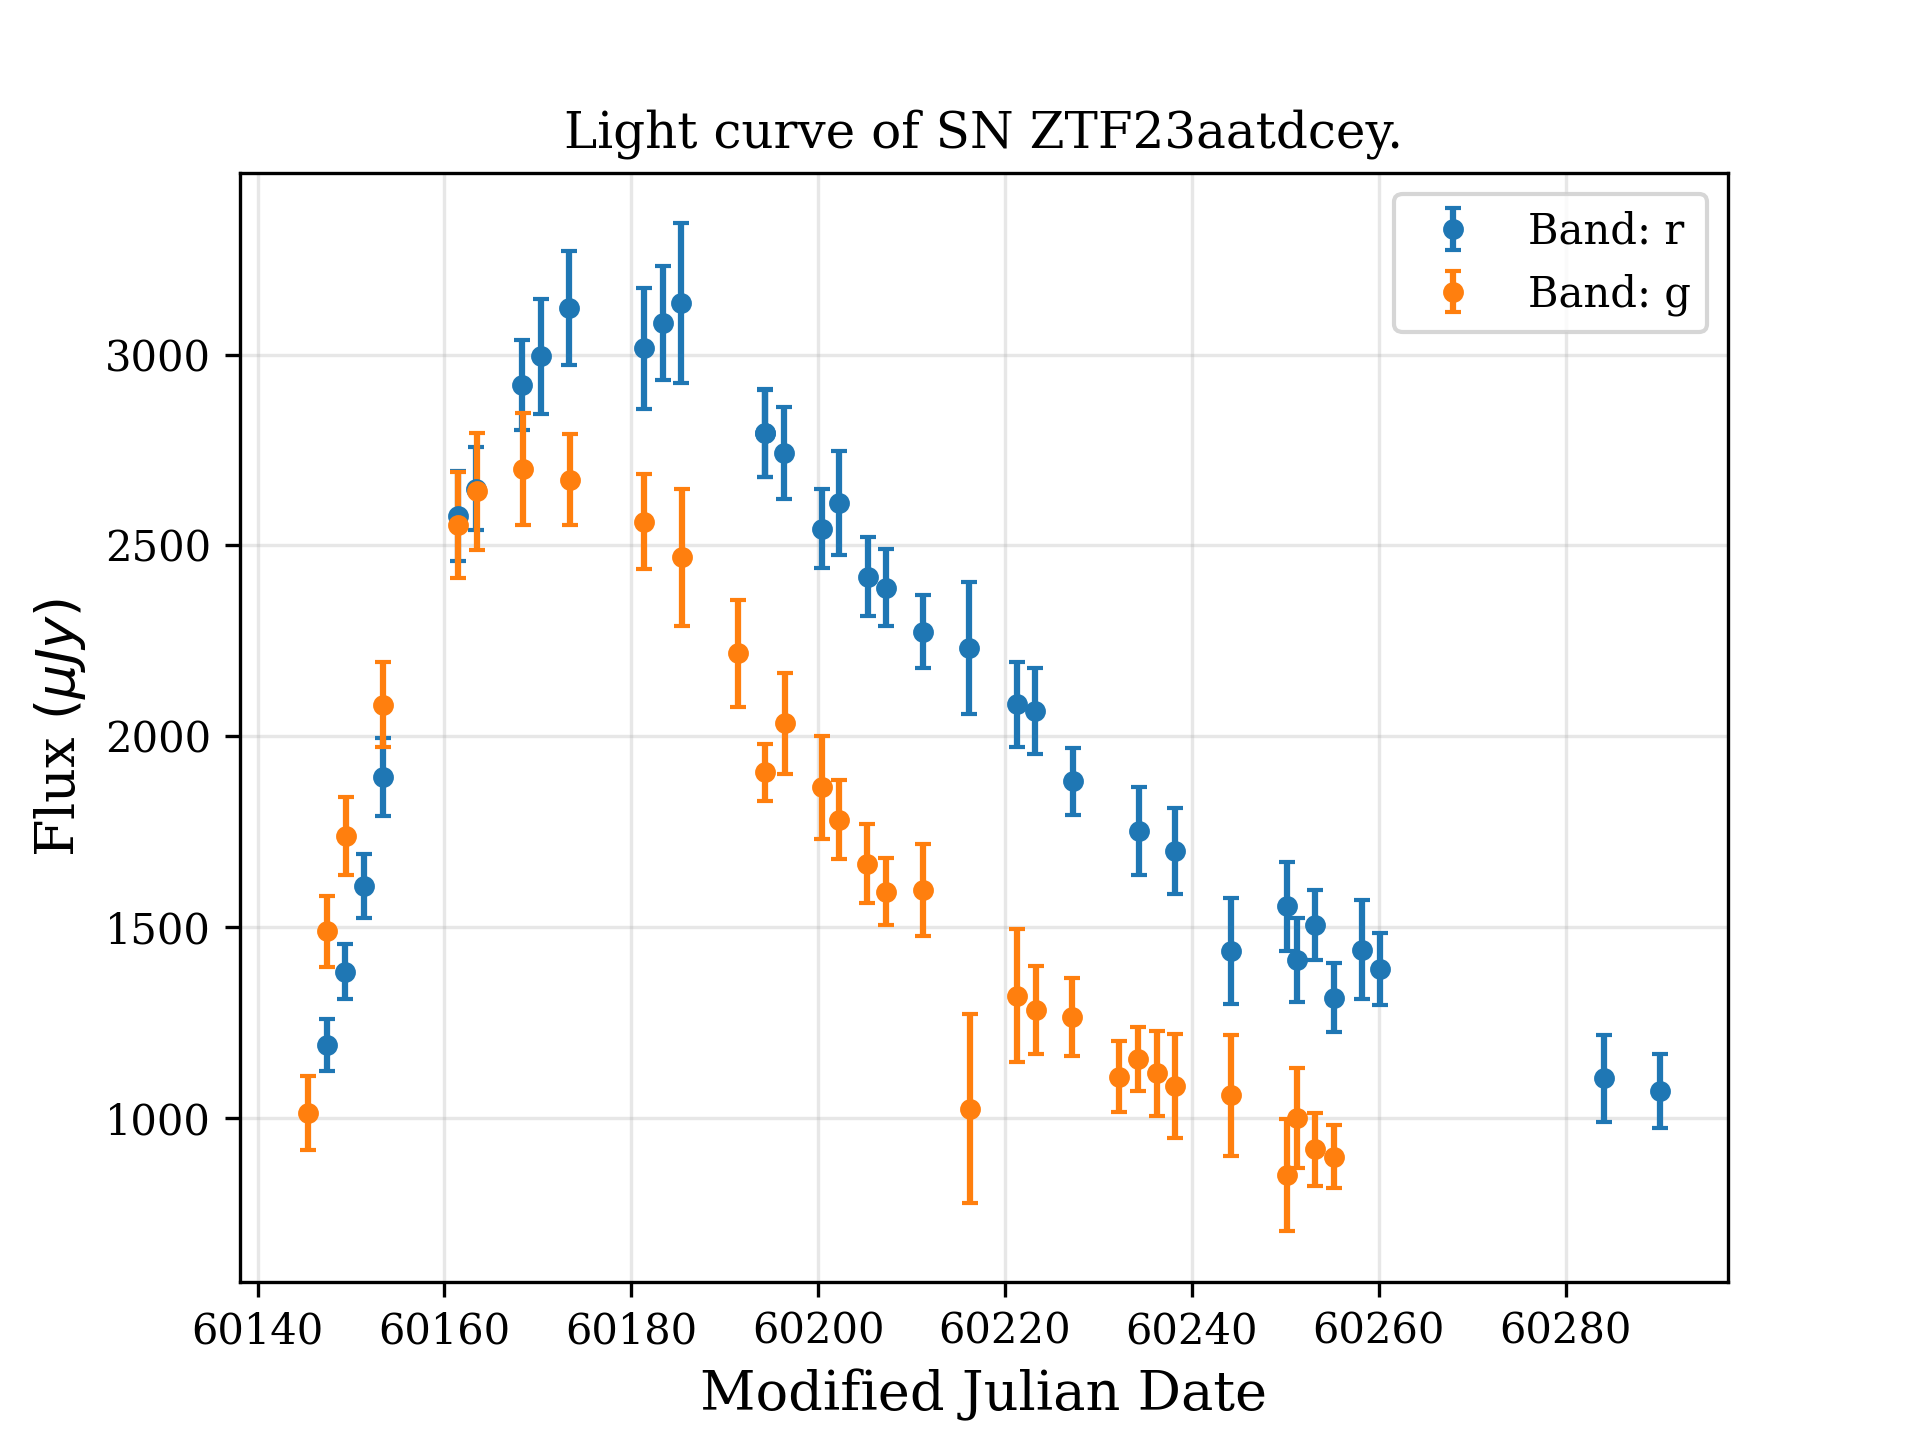 Light curve of SN ZTF23aatdcey.
Band: r
Band: g
Flux (μJy)
3000
2500
2000
1500
1000
60140 60160 60180 60200 60220 60240 60260 60280
Modified Julian Date